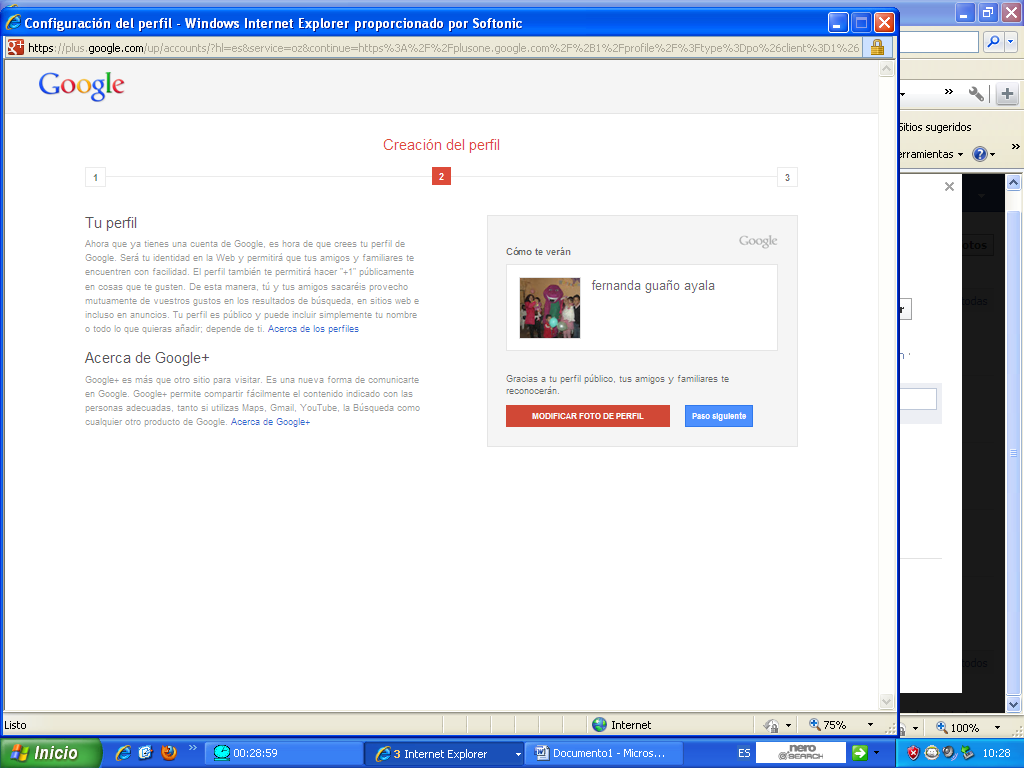 Configuración del perfil - Windows Internet Explorer proporcionado por Softonic
https://plus.google.com/up/accounts/?hl=es&service=oz&continue=https%3A%2F%2Fplusone.google.com%2F%2B1%2Fprofile%2F%3Ftype%3Dpo%26client%3D1%26
Google
Creación del perfil
1
2
3
Tu perfil
Ahora que ya tienes una cuenta de Google, es hora de que crees tu perfil de
Google. Será tu identidad en la Web y permitirá que tus amigos y familiares te
encuentren con facilidad. El perfil también te permitirá hacer "+1" públicamente
en cosas que te gusten. De esta manera, tú y tus amigos sacaréis provecho
mutuamente de vuestros gustos en los resultados de búsqueda, en sitios web e
incluso en anuncios. Tu perfil es público y puede incluir simplemente tu nombre
o todo lo que quieras añadir; depende de ti. Acerca de los perfiles
Acerca de Google+
Google+ es más que otro sitio para visitar. Es una nueva forma de comunicarte
en Google. Google+ permite compartir fácilmente el contenido indicado con las
personas adecuadas, tanto si utilizas Maps, Gmail, YouTube, la Búsqueda como
cualquier otro producto de Google. Acerca de Google+
Google
Cómo te verán
fernanda guaño ayala
Gracias a tu perfil público, tus amigos y familiares te
reconocerán.
MODIFICAR FOTO DE PERFIL
Paso siguiente
Sitios sugeridos
erramientas
otos
odas
r
n
odos
Listo
Internet
75%
100%
Inicio
00:28:59
3 Internet Explorer
Documento1 - Micros...
ES
nero
SEARCH
10:28